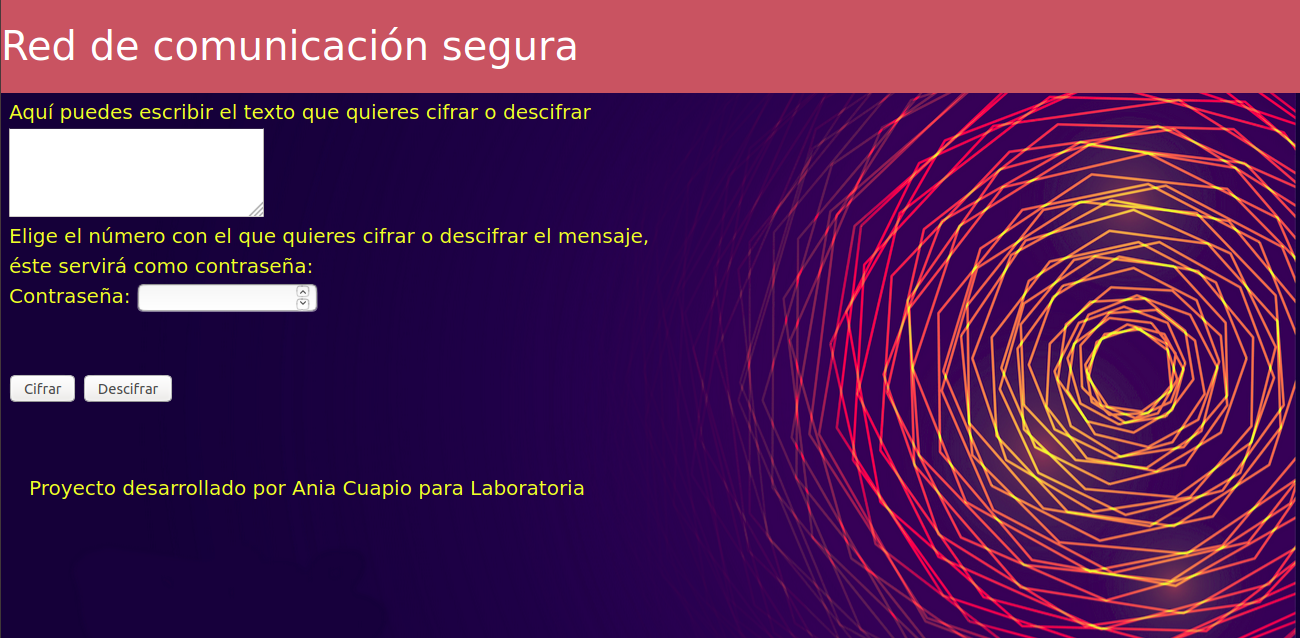 Red de comunicación segura
Aquí puedes escribir el texto que quieres cifrar o descifrar
Elige el número con el que quieres cifrar o descifrar el mensaje,
éste servirá como contraseña:
Contraseña:
Cifrar Descifrar
Proyecto desarrollado por Ania Cuapio para Laboratoria